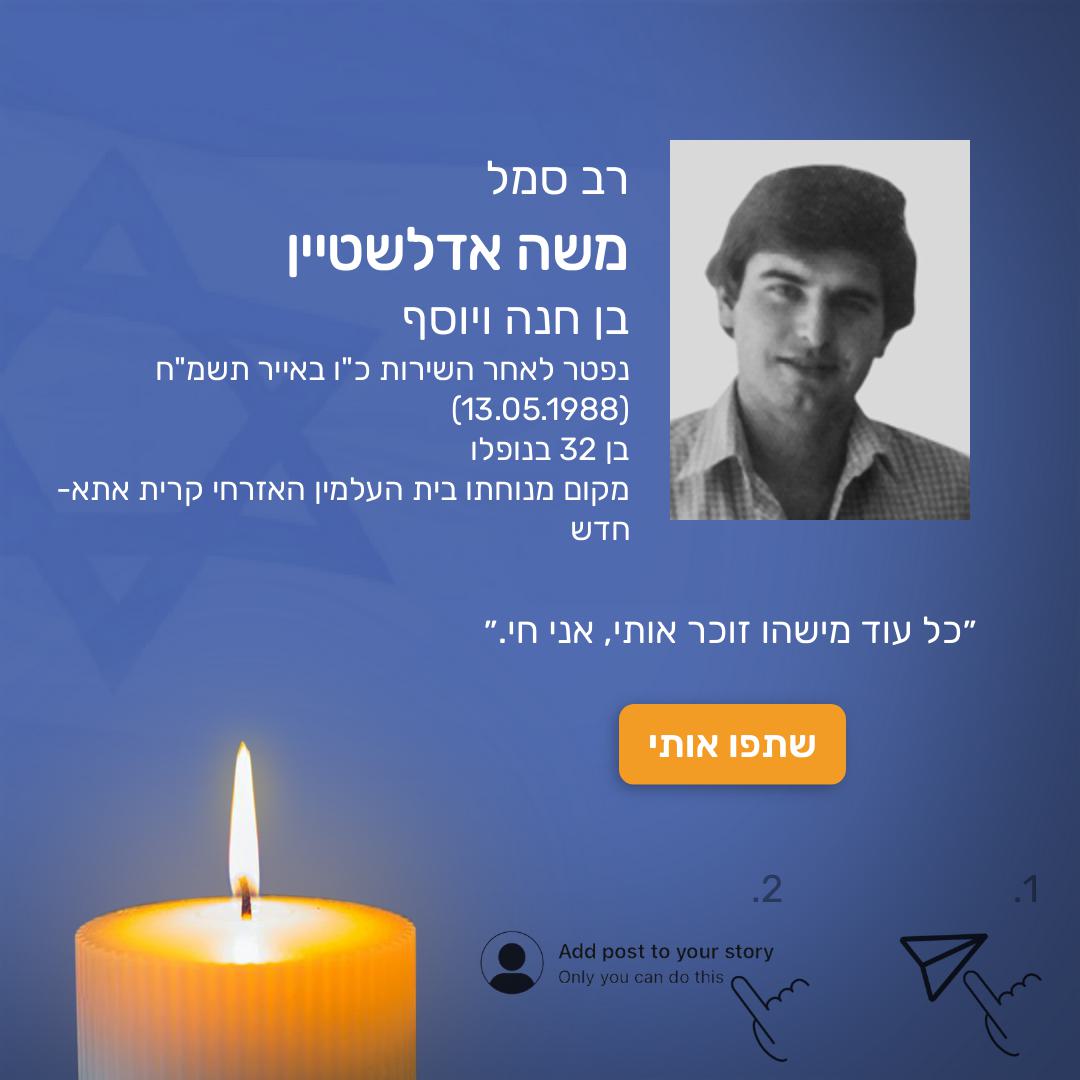 רב סמל
משה אדלשטיין
בן חנה ויוסף
נפטר לאחר השירות כ"ו באייר תשמ"ח
(13.05.1988)
בן 32 בנופלו
מקום מנוחתו בית העלמין האזרחי קרית אתא-
חדש
״כל עוד מישהו זוכר אותי, אני חי.״
שתפו אותי
1.
2.
Add post to your story
Only you can do this